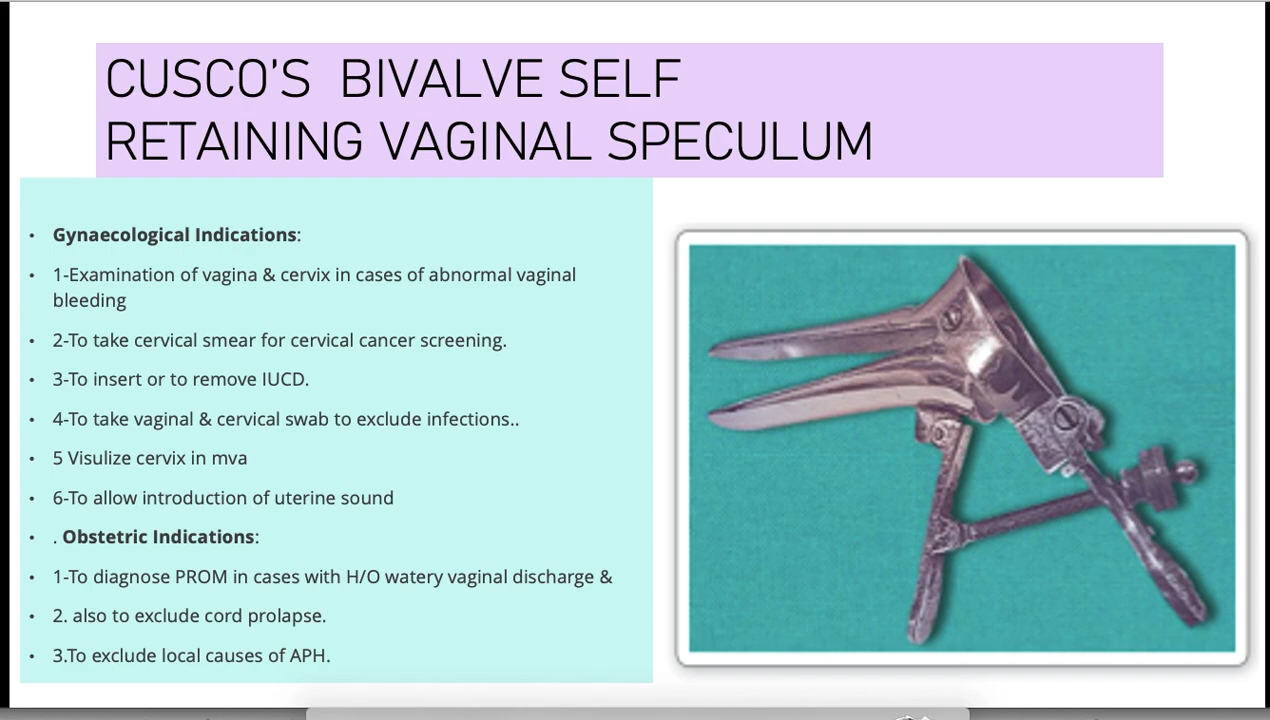 CUSCO'S BIVALVE SELF
RETAINING VAGINAL SPECULUM
• Gynaecological Indications:
• 1-Examination of vagina & cervix in cases of abnormal vaginal
bleeding
• 2-To take cervical smear for cervical cancer screening.
• 3-To insert or to remove IUCD.
• 4-To take vaginal & cervical swab to exclude infections..
• 5 Visulize cervix in mva
• 6-To allow introduction of uterine sound
• . Obstetric Indications:
• 1-To diagnose PROM in cases with H/O watery vaginal discharge &
• 2. also to exclude cord prolapse.
• 3.To exclude local causes of APH.